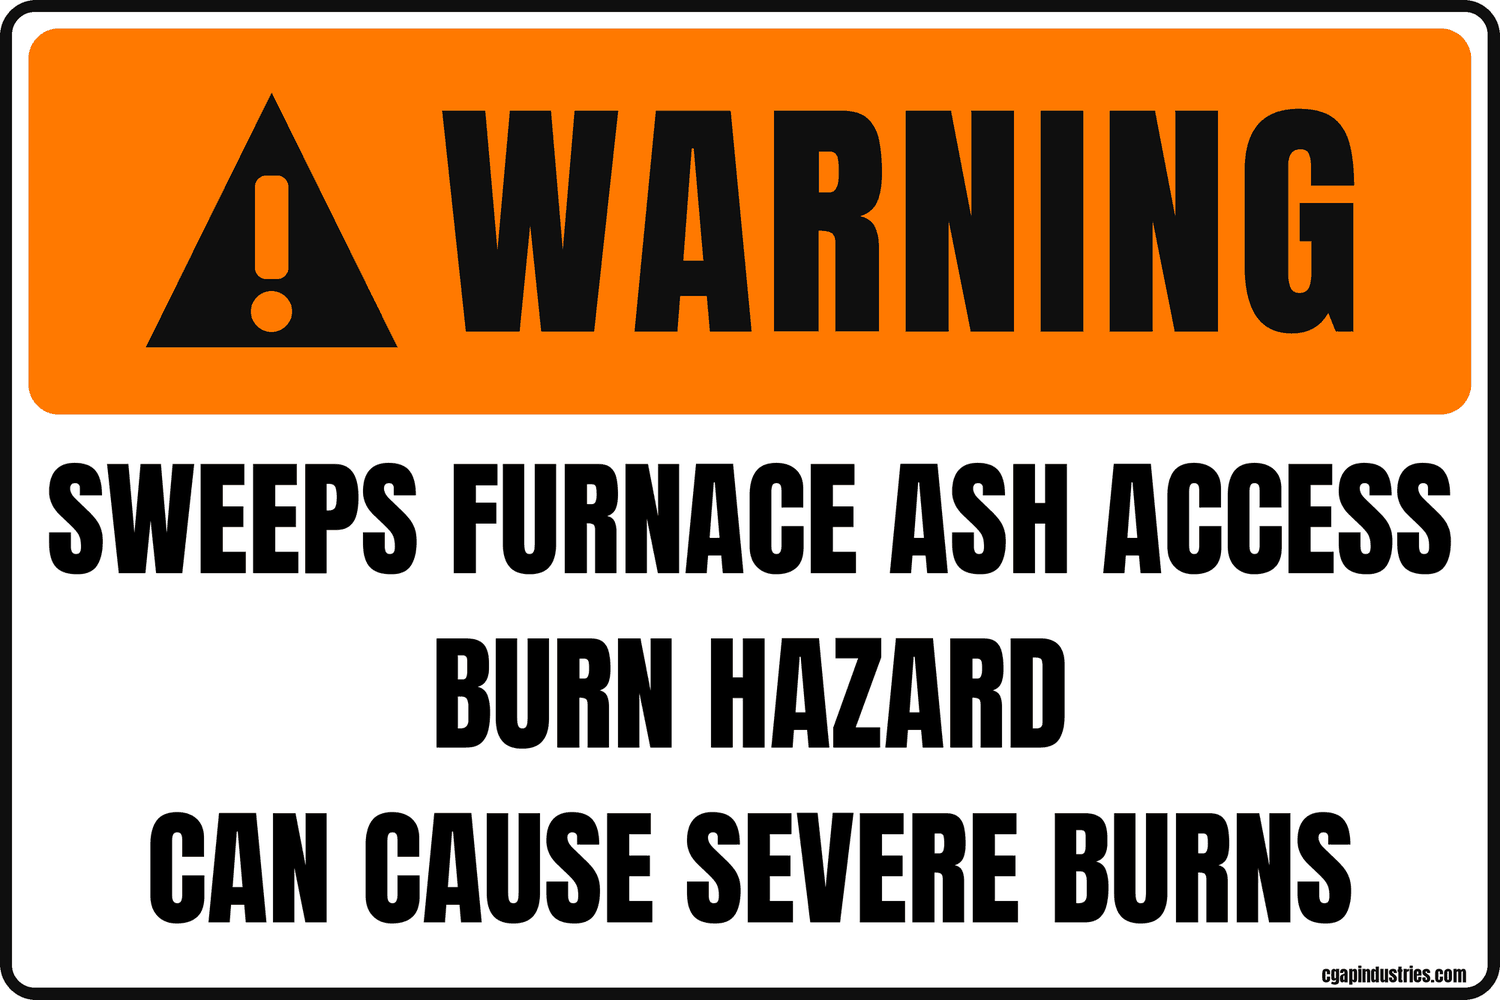 WARNING
SWEEPS FURNACE ASH ACCESS
BURN HAZARD
CAN CAUSE SEVERE BURNS
cgapindustries.com